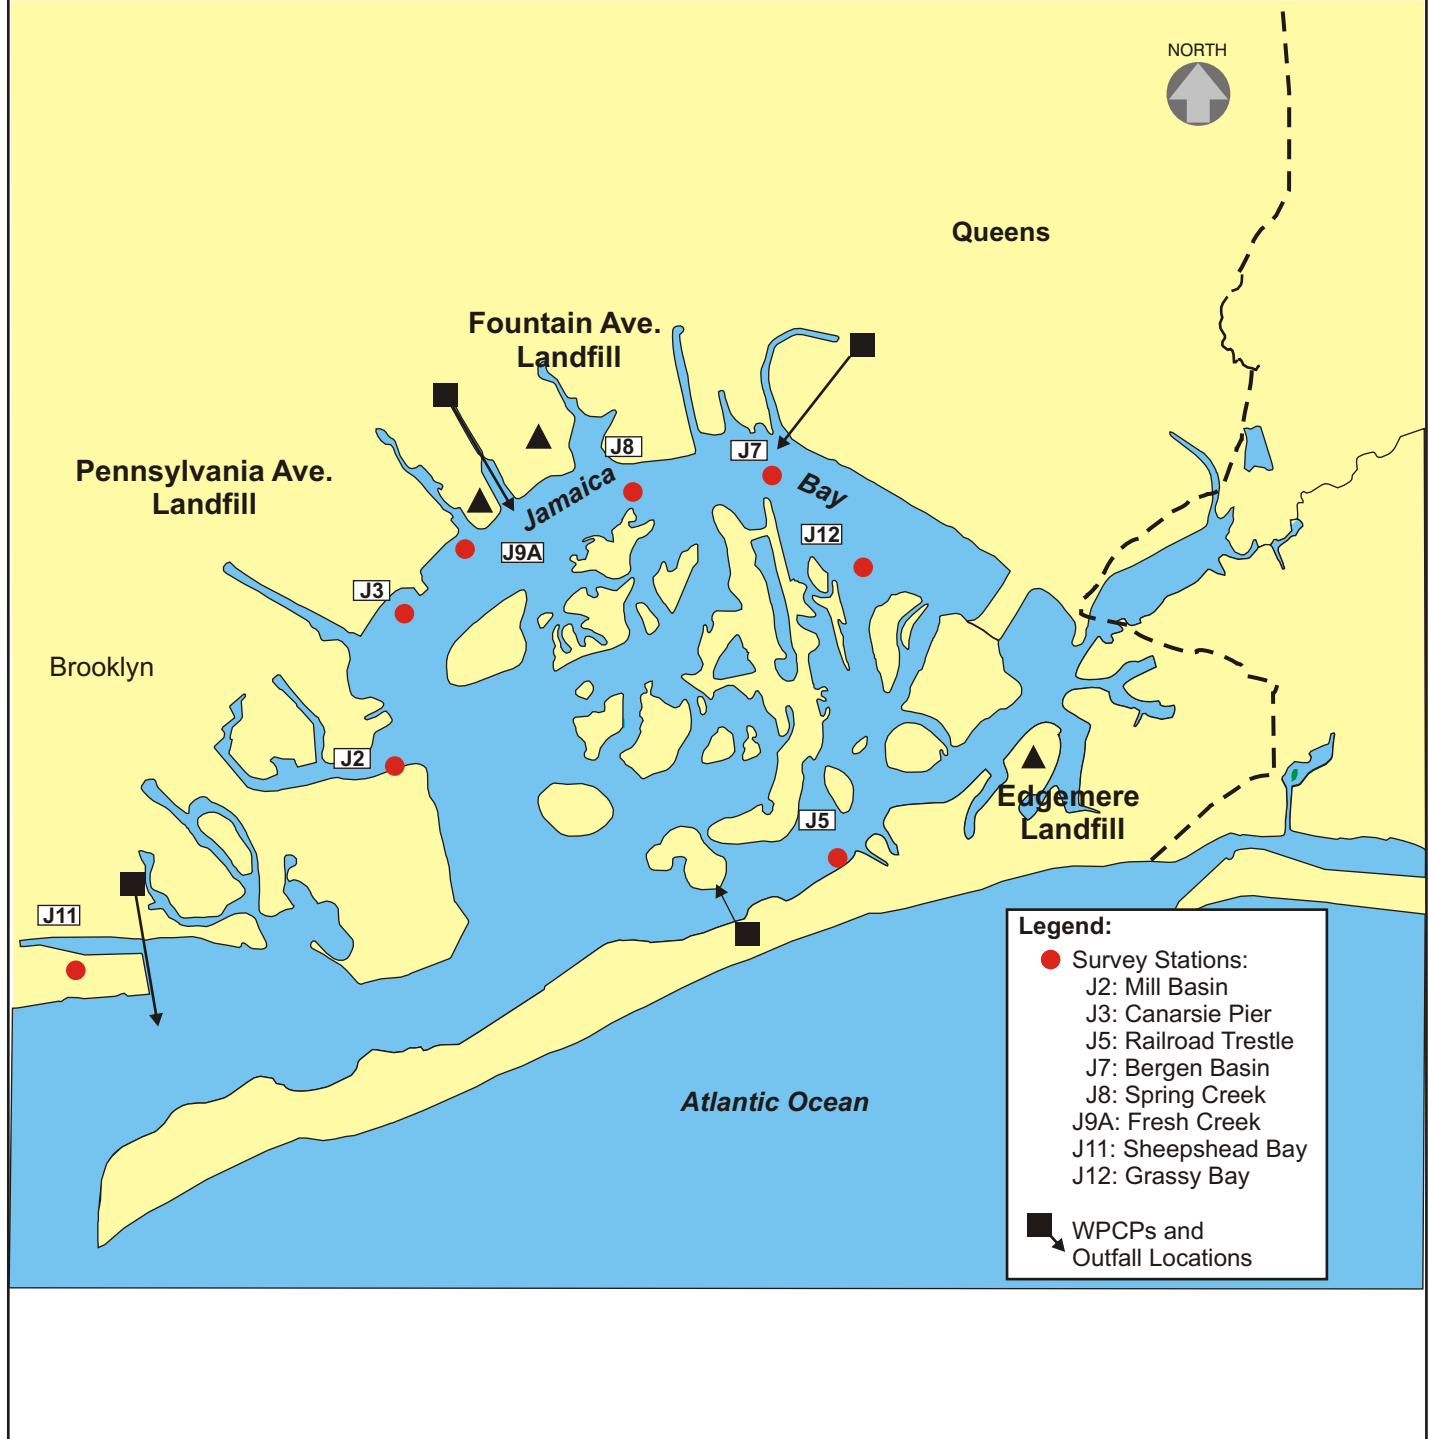 NORTH
Queens
Fountain Ave.
Landfill
J8
J7
Pennsylvania Ave.
Landfill
Jamaica
Bay
J12
J9A
J3
Brooklyn
J2
Edgemere
Landfill
J5
J11
Atlantic Ocean
Legend:
Survey Stations:
J2: Mill Basin
J3: Canarsie Pier
J5: Railroad Trestle
J7: Bergen Basin
J8: Spring Creek
J9A: Fresh Creek
J11: Sheepshead Bay
J12: Grassy Bay
WPCPs and
Outfall Locations